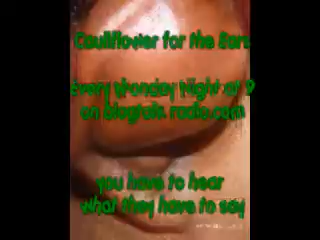 Cauliflower for the Ears
Every Monday Night at 9
on blogtalk radio.com
you have to hear
what they have to say